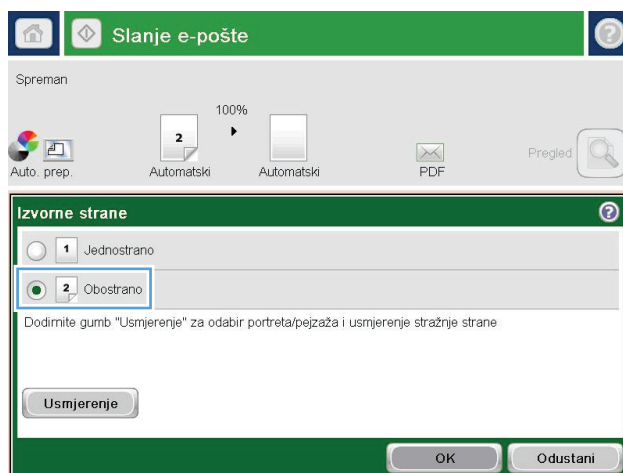 Slanje e-pošte
Spreman
100%
2
Auto. prep.
Automatski
Automatski
PDF
Pregled
Izvorne strane
1 Jednostrano
2 Obostrano
Dodirnite gumb "Usmjerenje" za odabir portreta/pejzaža i usmjerenje stražnje strane
Usmjerenje
OK
Odustani